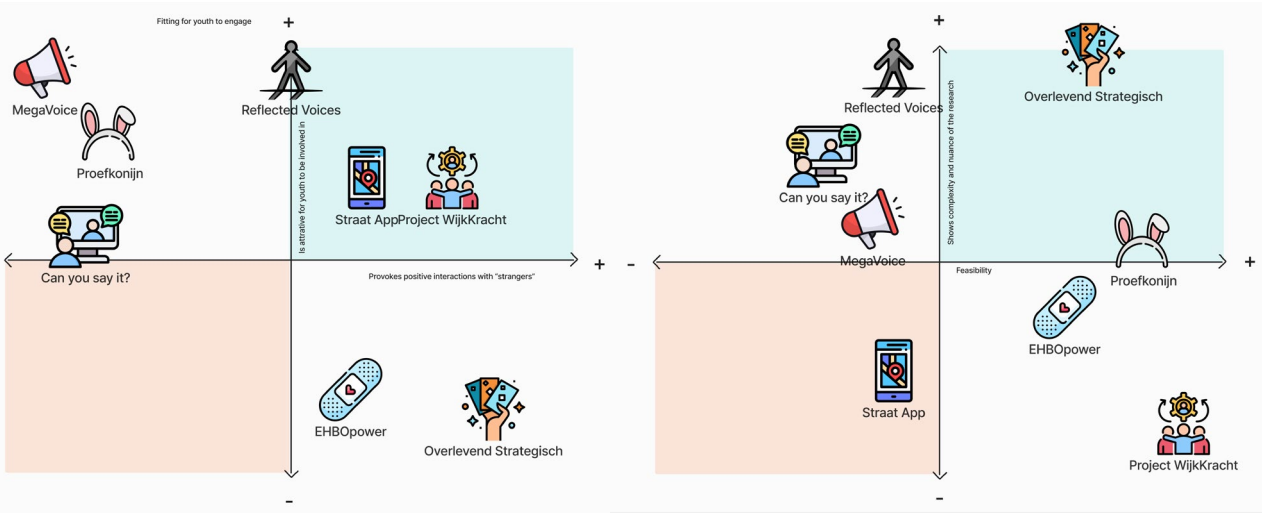 Fitting for youth to engage
+
MegaVoice
Reflected Voices
Proefkonijn
Is attrative for youth to be involved in
Straat App
Project WijkKracht
Can you say it?
+
Provokes positive interactions with "strangers"
EHBOpower
Overlevend Strategisch
-
+
Overlevend Strategisch
Reflected Voices
Shows complexity and nuance of the research
Can you say it?
MegaVoice
-
+
Feasibility
Proefkonijn
EHBOpower
Straat App
Project WijkKracht
-